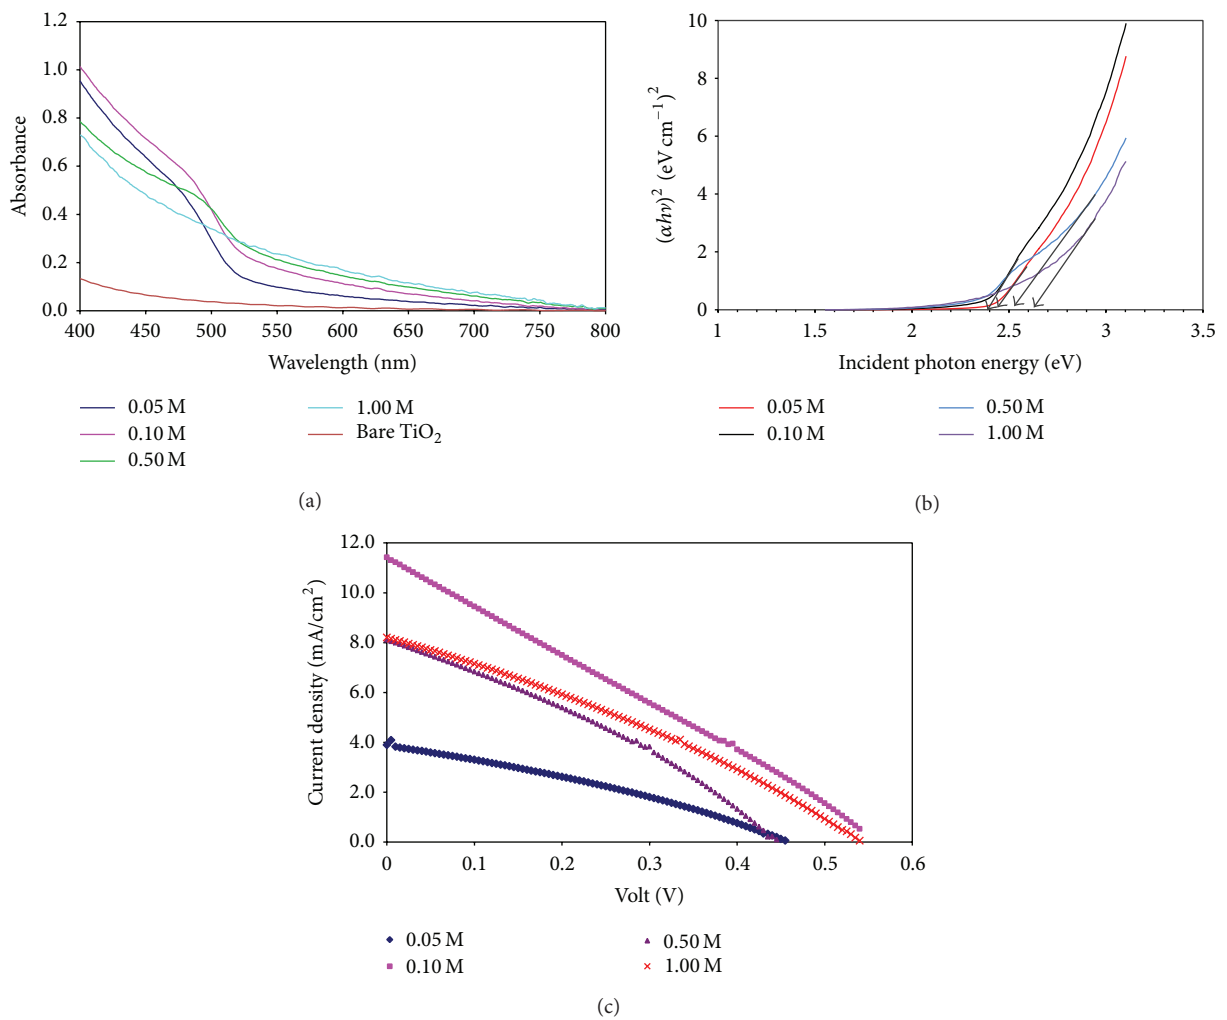 1.2
1.0
0.8
0.6
0.4
0.2
0.0
Absorbance
400 450 500 550 600 650 700 750 800
Wavelength (nm)
0.05 M
0.10 M
0.50 M
1.00 M
Bare TiO₂
(a)
10
8
6
4
2
0
(αhν)² (eV cm⁻¹)²
1 1.5 2 2.5 3 3.5
Incident photon energy (eV)
0.05 M
0.10 M
0.50 M
1.00 M
(b)
12.0
10.0
8.0
6.0
4.0
2.0
0.0
Current density (mA/cm²)
0 0.1 0.2 0.3 0.4 0.5 0.6
Volt (V)
0.05 M
0.10 M
0.50 M
1.00 M
(c)